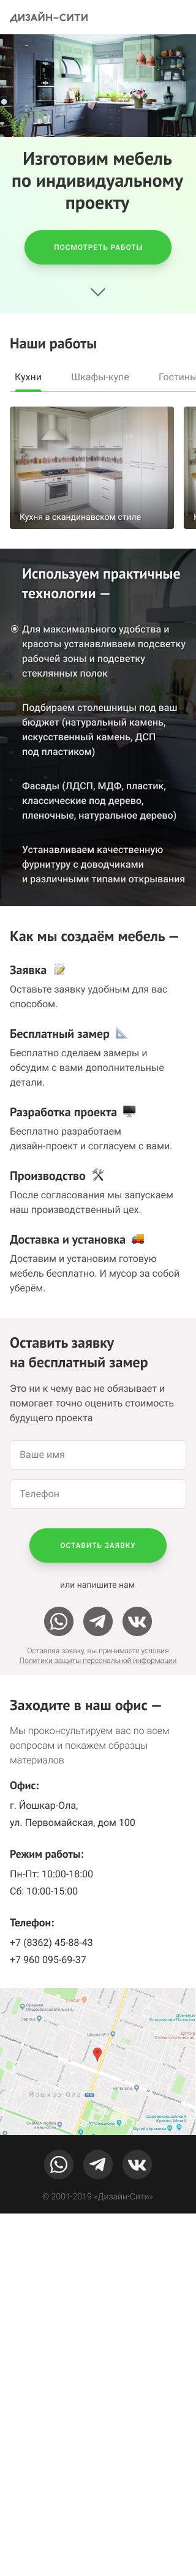 ДИЗАЙН-СИТИ
Изготовим мебель
по индивидуальному
проекту
ПОСМОТРЕТЬ РАБОТЫ
Наши работы
Кухни Шкафы-купе Гостины
Кухня в скандинавском стиле
Используем практичные
технологии —
Для максимального удобства и
красоты устанавливаем подсветку
рабочей зоны и подсветку
стеклянных полок
Подбираем столешницы под ваш
бюджет (натуральный камень,
искусственный камень, ДСП
под пластиком)
Фасады (ЛДСП, МДФ, пластик,
классические под дерево,
пленочные, натуральное дерево)
Устанавливаем качественную
фурнитуру с доводчиками
и различными типами открывания
Как мы создаём мебель —
Заявка
Оставьте заявку удобным для вас
способом.
Бесплатный замер
Бесплатно сделаем замеры и
обсудим с вами дополнительные
детали.
Разработка проекта
Бесплатно разработаем
дизайн-проект и согласуем с вами.
Производство
После согласования мы запускаем
наш производственный цех.
Доставка и установка
Доставим и установим готовую
мебель бесплатно. И мусор за собой
уберём.
Оставить заявку
на бесплатный замер
Это ни к чему вас не обязывает и
помогает точно оценить стоимость
будущего проекта
Ваше имя
Телефон
ОСТАВИТЬ ЗАЯВКУ
или напишите нам
Оставляя заявку, вы принимаете условия
Политики защиты персональной информации
Заходите в наш офис —
Мы проконсультируем вас по всем
вопросам и покажем образцы
материалов
Офис:
г. Йошкар-Ола,
ул. Первомайская, дом 100
Режим работы:
Пн-Пт: 10:00-18:00
Сб: 10:00-15:00
Телефон:
+7 (8362) 45-88-43
+7 960 095-69-37
Йошкар-Ола
© 2001-2019 «Дизайн-Сити»